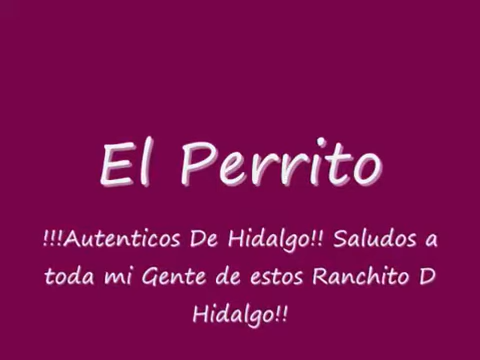 El Perrito
!!!Autenticos De Hidalgo!! Saludos a
toda mi Gente de estos Ranchito D
Hidalgo!!